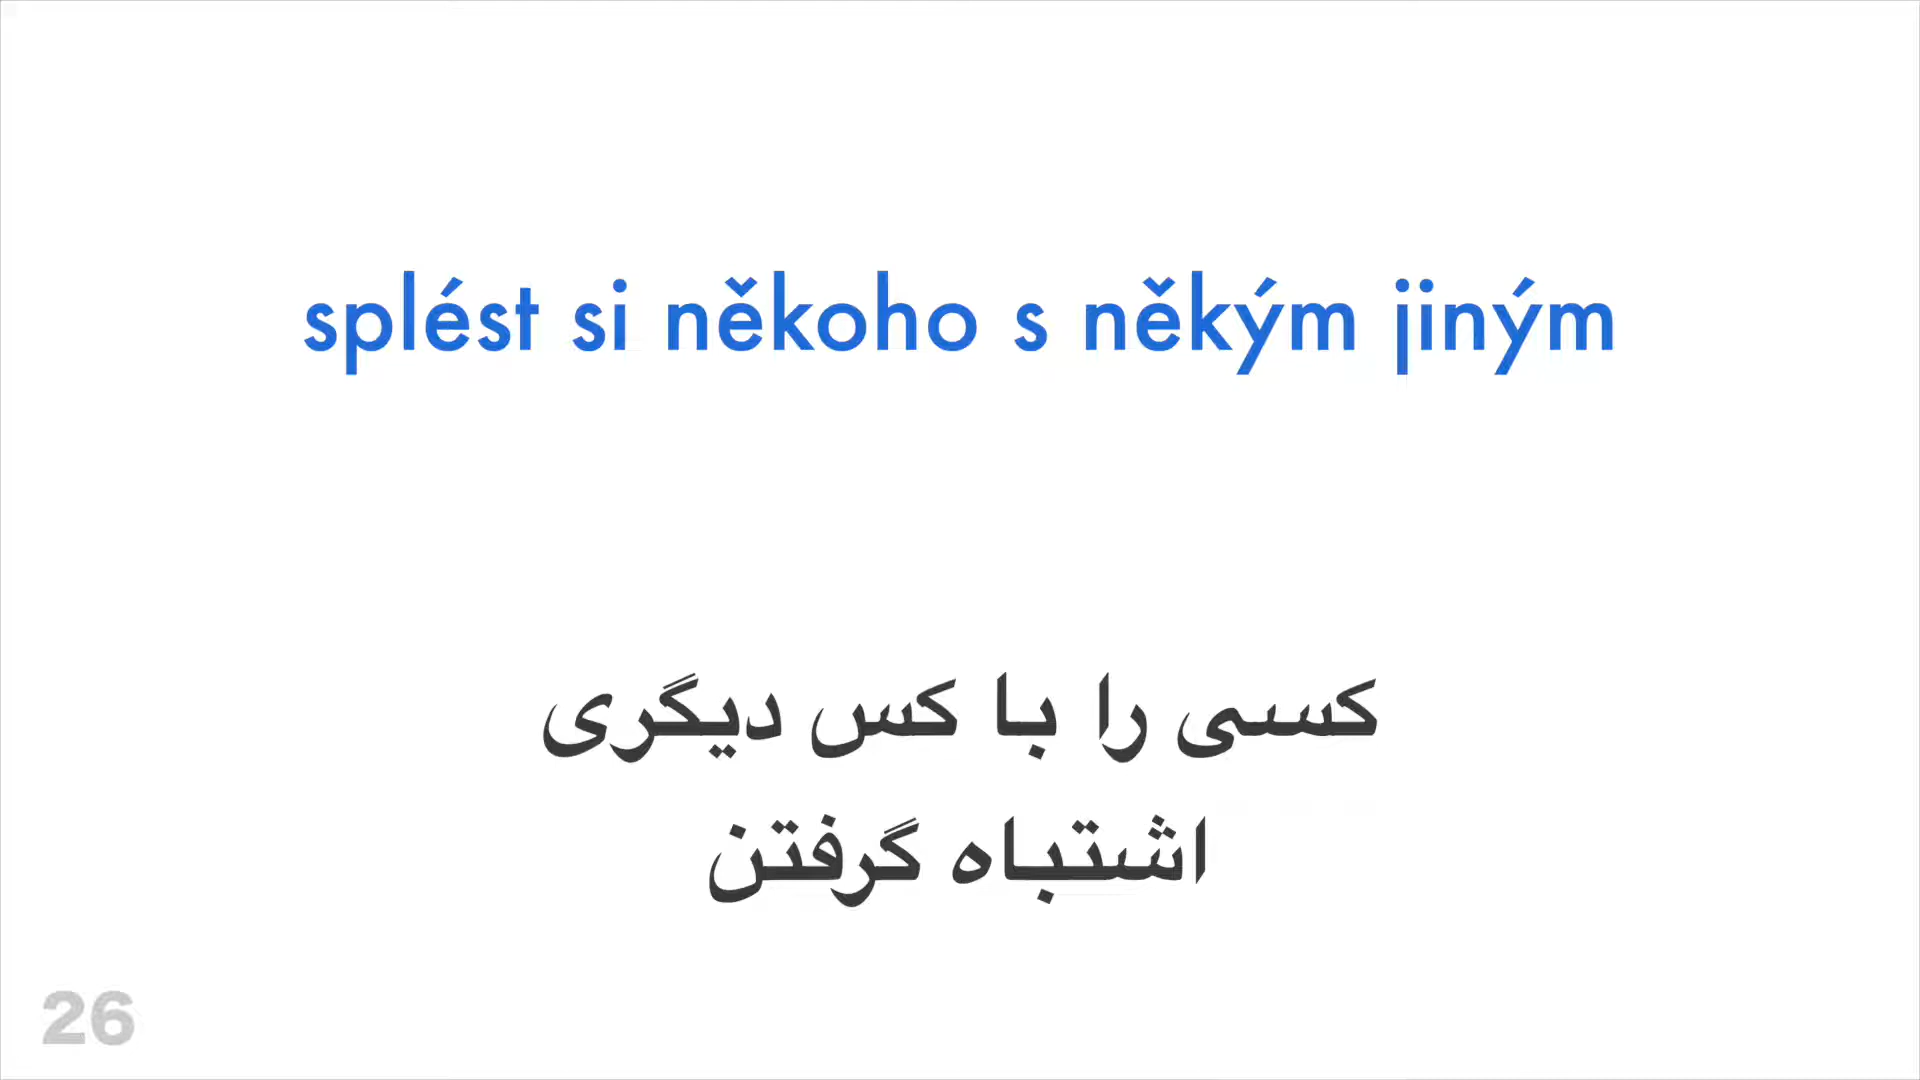 splést si někoho s někým jiným
کسی را با کس دیگری
اشتباه گرفتن
26